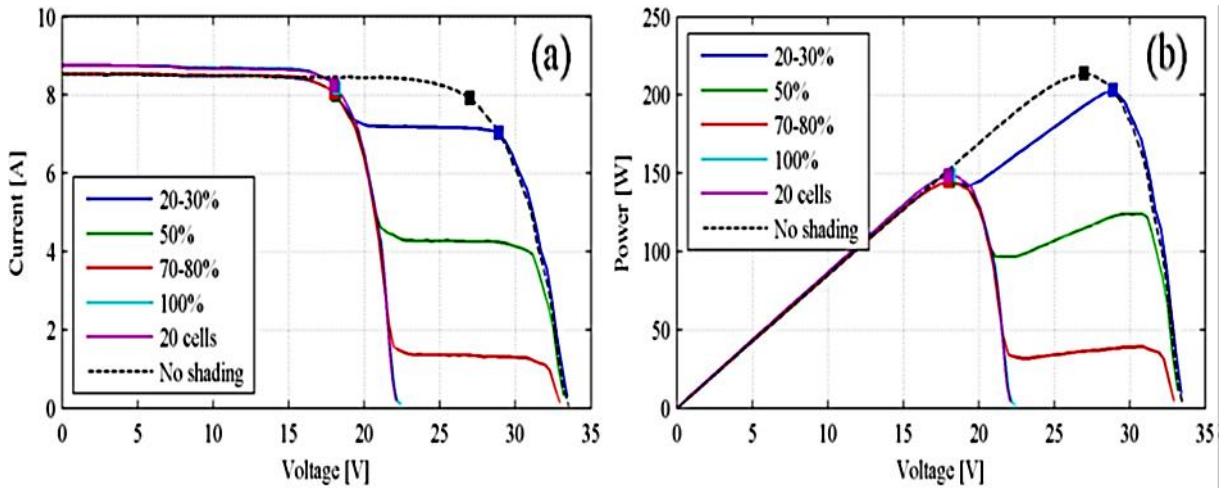 (a)
10
8
6
4
2
0
Current [A]
20-30%
50%
70-80%
100%
20 cells
No shading
0 5 10 15 20 25 30 35
Voltage [V]
(b)
250
200
150
100
50
0
Power [W]
20-30%
50%
70-80%
100%
20 cells
No shading
0 5 10 15 20 25 30 35
Voltage [V]